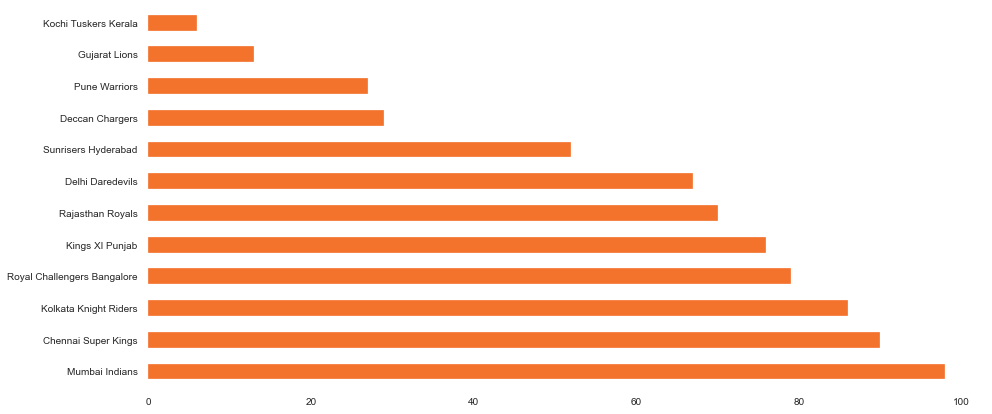 Kochi Tuskers Kerala
Gujarat Lions
Pune Warriors
Deccan Chargers
Sunrisers Hyderabad
Delhi Daredevils
Rajasthan Royals
Kings XI Punjab
Royal Challengers Bangalore
Kolkata Knight Riders
Chennai Super Kings
Mumbai Indians
0 20 40 60 80 100